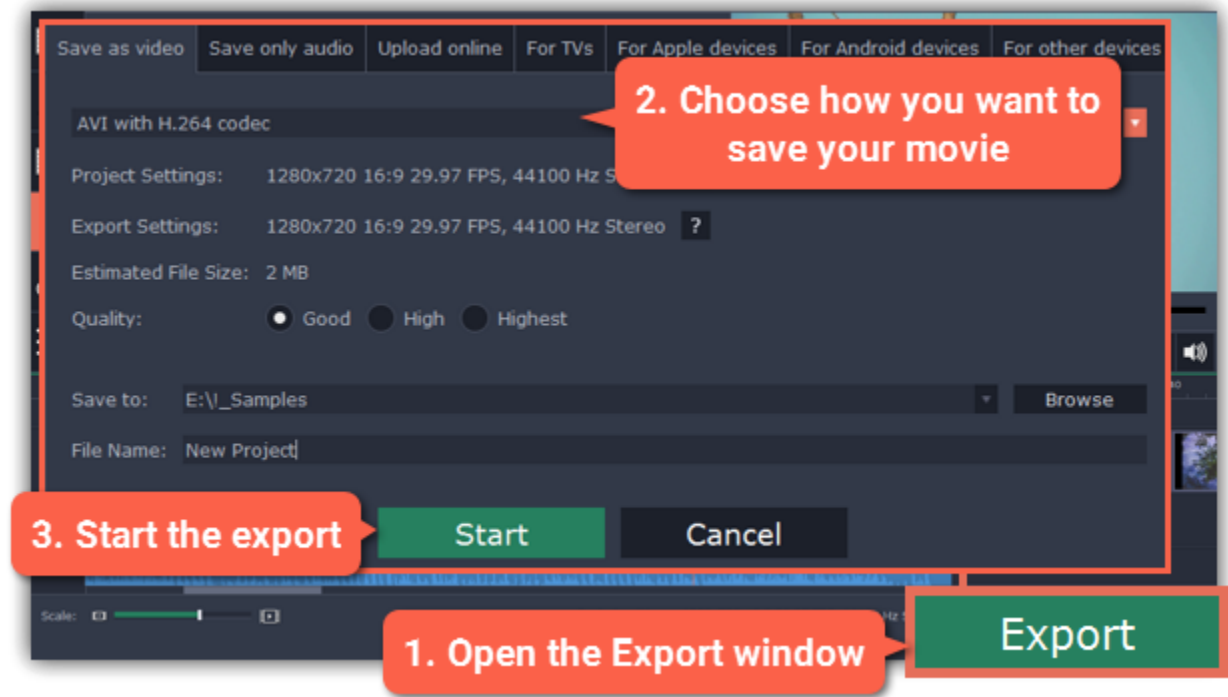 Save as video
Save only audio
Upload online
For TVs
For Apple devices
For Android devices
For other devices
2. Choose how you want to
save your movie
AVI with H.264 codec
Project Settings: 1280x720 16:9 29.97 FPS, 44100 Hz S
Export Settings: 1280x720 16:9 29.97 FPS, 44100 Hz Stereo ?
Estimated File Size: 2 MB
Quality: Good High Highest
Save to: E:\!_Samples Browse
File Name: New Project
3. Start the export
Start
Cancel
Scale:
Hz S
1. Open the Export window
Export